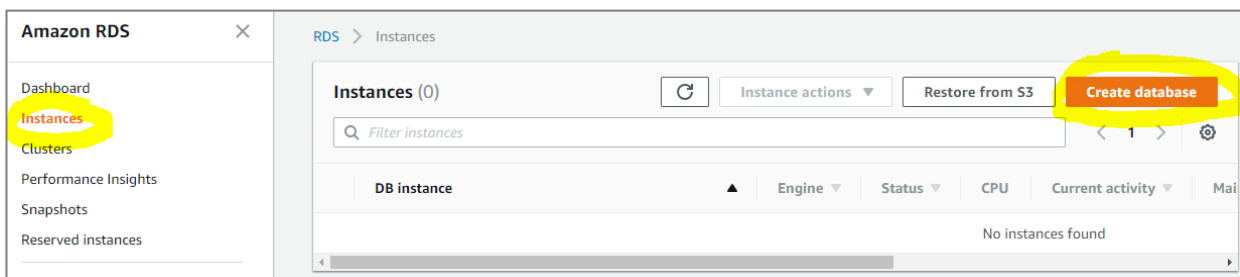 Amazon RDS
Dashboard
Instances
Clusters
Performance Insights
Snapshots
Reserved instances
RDS > Instances
Instances (0) Instance actions Restore from S3 Create database
Filter instances
1
DB instance Engine Status CPU Current activity Mai
No instances found